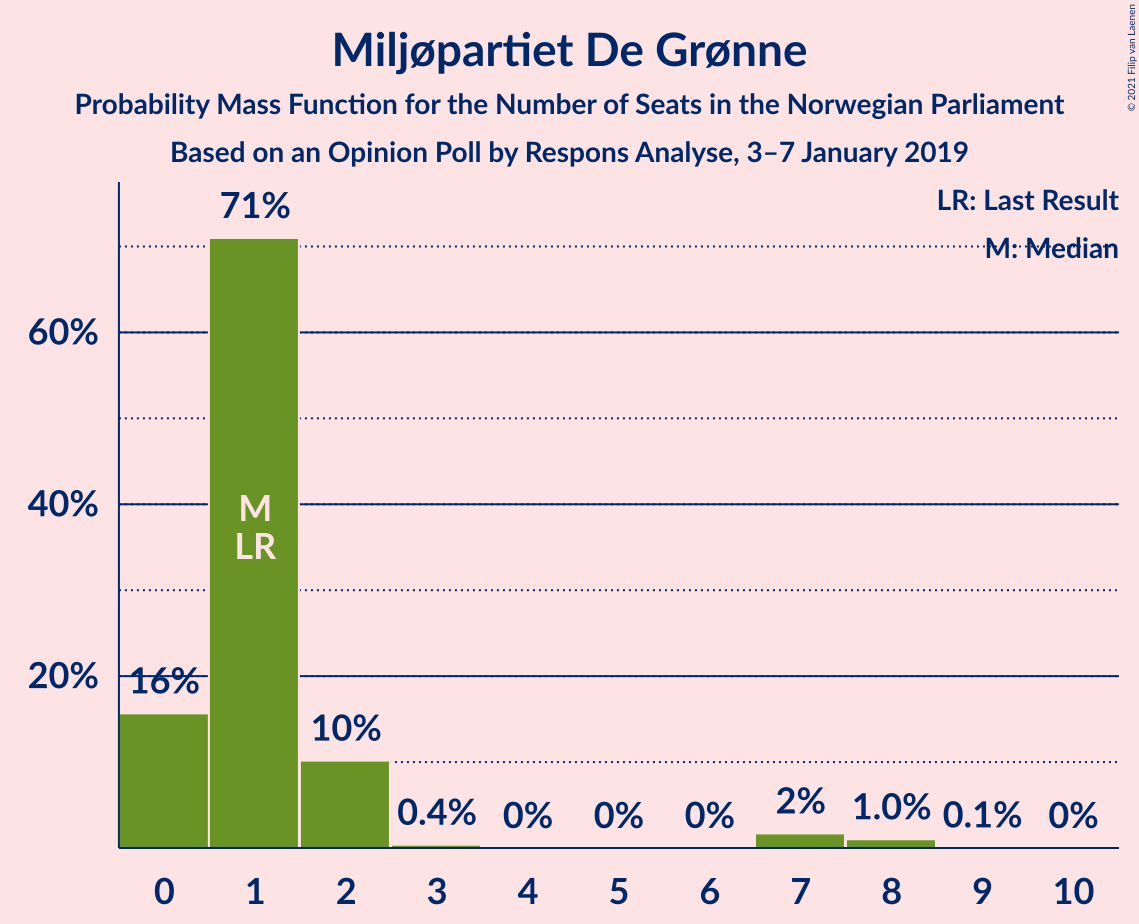 © 2021 Filip van Laenen
Miljøpartiet De Grønne
Probability Mass Function for the Number of Seats in the Norwegian Parliament
Based on an Opinion Poll by Respons Analyse, 3–7 January 2019
LR: Last Result
M: Median
71%
60%
40%
M
LR
20%
16%
10%
0.4%
0%
0%
0%
2%
1.0%
0.1%
0%
0 1 2 3 4 5 6 7 8 9 10